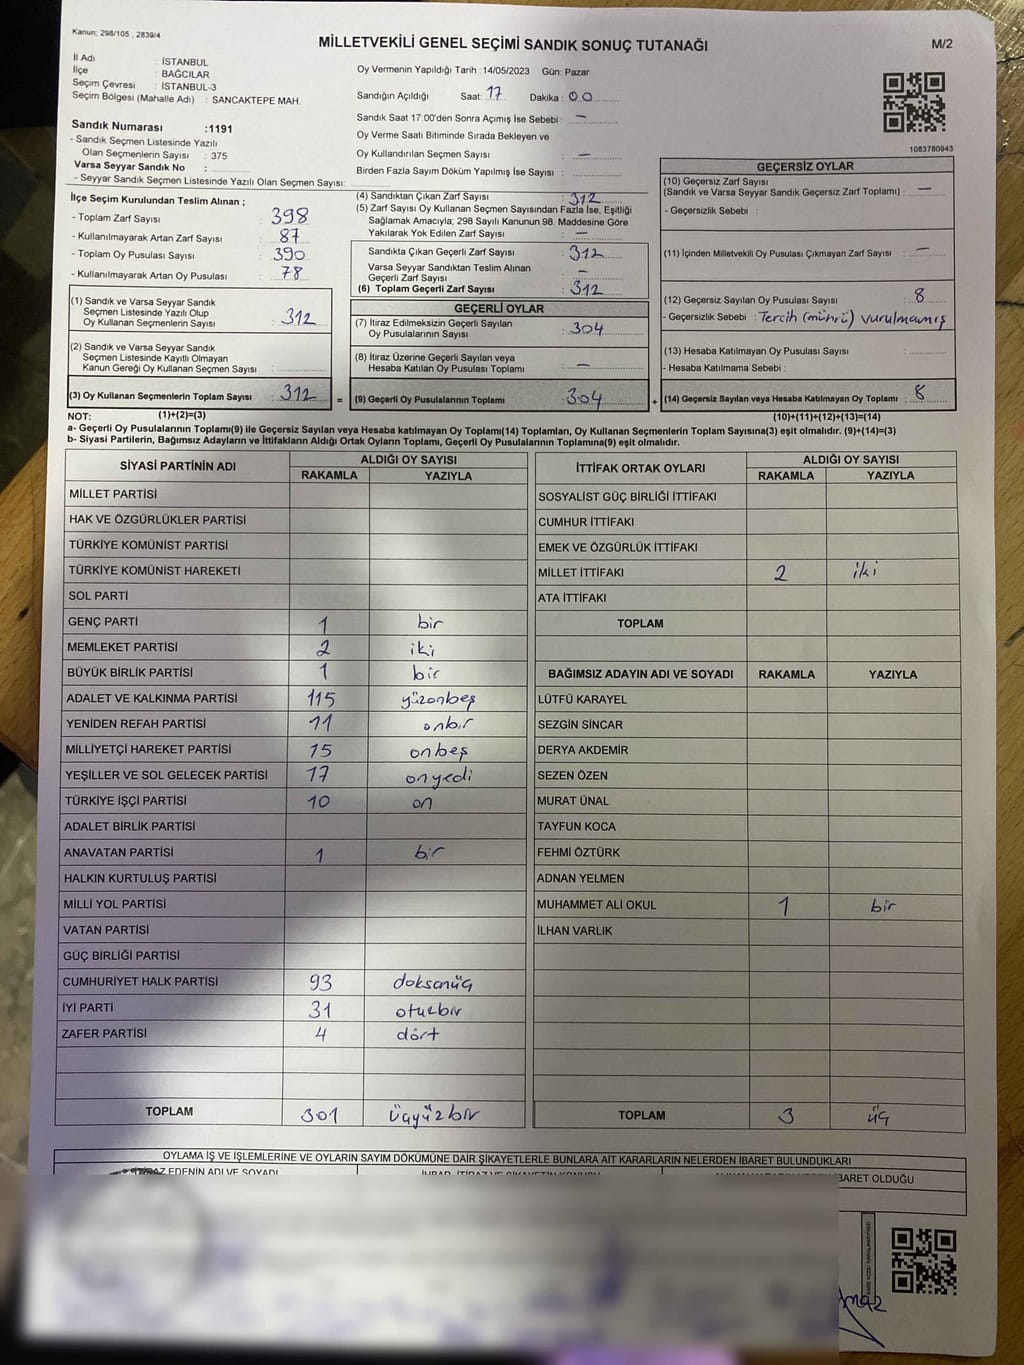 Kanun; 298/105 , 2839/4
MİLLETVEKİLİ GENEL SEÇİMİ SANDIK SONUÇ TUTANAĞI
M/2
İl Adı : İSTANBUL
İlçe : BAĞCILAR
Seçim Çevresi : İSTANBUL-3
Seçim Bölgesi (Mahalle Adı) : SANCAKTEPE MAH.
Oy Vermenin Yapıldığı Tarih :14/05/2023 Gün: Pazar
Sandığın Açıldığı Saat: 17 Dakika : 00
Sandık Saat 17:00'den Sonra Açımış İse Sebebi : –
Oy Verme Saati Bitiminde Sırada Bekleyen ve
Oy Kullandırılan Seçmen Sayısı : –
Birden Fazla Sayım Döküm Yapılmış İse Sayısı :
1083780943
Sandık Numarası :1191
- Sandık Seçmen Listesinde Yazılı
Olan Seçmenlerin Sayısı : 375
Varsa Seyyar Sandık No :
- Seyyar Sandık Seçmen Listesinde Yazılı Olan Seçmen Sayısı:
İlçe Seçim Kurulundan Teslim Alınan ;
- Toplam Zarf Sayısı : 398
- Kullanılmayarak Artan Zarf Sayısı : 87
- Toplam Oy Pusulası Sayısı : 390
- Kullanılmayarak Artan Oy Pusulası : 78
(1) Sandık ve Varsa Seyyar Sandık
Seçmen Listesinde Yazılı Olup
Oy Kullanan Seçmenlerin Sayısı : 312
(2) Sandık ve Varsa Seyyar Sandık
Seçmen Listesinde Kayıtlı Olmayan
Kanun Gereği Oy Kullanan Seçmen Sayısı :
(3) Oy Kullanan Seçmenlerin Toplam Sayısı : 312 =
(4) Sandıktan Çıkan Zarf Sayısı : 312
(5) Zarf Sayısı Oy Kullanan Seçmen Sayısından Fazla İse, Eşitliği
Sağlamak Amacıyla, 298 Sayılı Kanunun 98. Maddesine Göre
Yakılarak Yok Edilen Zarf Sayısı : –
Sandıkta Çıkan Geçerli Zarf Sayısı : 312
Varsa Seyyar Sandıktan Teslim Alınan
Geçerli Zarf Sayısı : –
(6) Toplam Geçerli Zarf Sayısı : 312
GEÇERLİ OYLAR
(7) İtiraz Edilmeksizin Geçerli Sayılan
Oy Pusulalarının Sayısı : 304
(8) İtiraz Üzerine Geçerli Sayılan veya
Hesaba Katılan Oy Pusulası Toplamı : –
(9) Geçerli Oy Pusulalarının Toplamı : 304 +
GEÇERSİZ OYLAR
(10) Geçersiz Zarf Sayısı
(Sandık ve Varsa Seyyar Sandık Geçersiz Zarf Toplamı) : –
- Geçersizlik Sebebi :
(11) İçinden Milletvekili Oy Pusulası Çıkmayan Zarf Sayısı : –
(12) Geçersiz Sayılan Oy Pusulası Sayısı : 8
- Geçersizlik Sebebi : Tercih (mührü) vurulmamış
(13) Hesaba Katılmayan Oy Pusulası Sayısı :
- Hesaba Katılmama Sebebi :
(14) Geçersiz Sayılan veya Hesaba Katılmayan Oy Toplamı : 8
NOT: (1)+(2)=(3)
(10)+(11)+(12)+(13)=(14)
a- Geçerli Oy Pusulalarının Toplamı(9) ile Geçersiz Sayılan veya Hesaba katılmayan Oy Toplamı(14) Toplamları, Oy Kullanan Seçmenlerin Toplam Sayısına(3) eşit olmalıdır. (9)+(14)=(3)
b- Siyasi Partilerin, Bağımsız Adayların ve İttifakların Aldığı Ortak Oyların Toplamı, Geçerli Oy Pusulalarının Toplamına(9) eşit olmalıdır.
SİYASİ PARTİNİN ADI ALDIĞI OY SAYISI
RAKAMLA YAZIYLA
MİLLET PARTİSİ
HAK VE ÖZGÜRLÜKLER PARTİSİ
TÜRKİYE KOMÜNİST PARTİSİ
TÜRKİYE KOMÜNİST HAREKETİ
SOL PARTİ
GENÇ PARTİ 1 bir
MEMLEKET PARTİSİ 2 iki
BÜYÜK BİRLİK PARTİSİ 1 bir
ADALET VE KALKINMA PARTİSİ 115 yüzonbeş
YENİDEN REFAH PARTİSİ 11 onbir
MİLLİYETÇİ HAREKET PARTİSİ 15 onbeş
YEŞİLLER VE SOL GELECEK PARTİSİ 17 onyedi
TÜRKİYE İŞÇİ PARTİSİ 10 on
ADALET BİRLİK PARTİSİ
ANAVATAN PARTİSİ 1 bir
HALKIN KURTULUŞ PARTİSİ
MİLLİ YOL PARTİSİ
VATAN PARTİSİ
GÜÇ BİRLİĞİ PARTİSİ
CUMHURİYET HALK PARTİSİ 93 doksanüç
İYİ PARTİ 31 otuzbir
ZAFER PARTİSİ 4 dört
TOPLAM 301 üçyüzbir
İTTİFAK ORTAK OYLARI ALDIĞI OY SAYISI
RAKAMLA YAZIYLA
SOSYALİST GÜÇ BİRLİĞİ İTTİFAKI
CUMHUR İTTİFAKI
EMEK VE ÖZGÜRLÜK İTTİFAKI
MİLLET İTTİFAKI 2 iki
ATA İTTİFAKI
TOPLAM
BAĞIMSIZ ADAYIN ADI VE SOYADI RAKAMLA YAZIYLA
LÜTFÜ KARAYEL
SEZGİN SİNCAR
DERYA AKDEMİR
SEZEN ÖZEN
MURAT ÜNAL
TAYFUN KOCA
FEHMİ ÖZTÜRK
ADNAN YELMEN
MUHAMMET ALİ OKUL 1 bir
İLHAN VARLIK
TOPLAM 3 üç
OYLAMA İŞ VE İŞLEMLERİNE VE OYLARIN SAYIM DÖKÜMÜNE DAİR ŞİKAYETLERLE BUNLARA AİT KARARLARIN NELERDEN İBARET BULUNDUKLARI
EDENİN ADI VE SOYADI
İBARET OLDUĞU